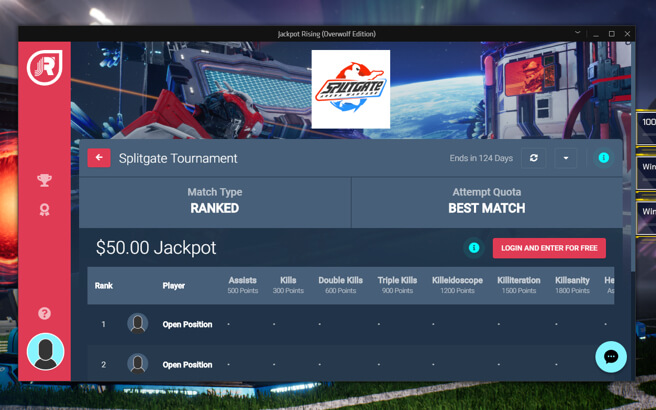 Jackpot Rising (Overwolf Edition)
SPLITGATE
ARENA WARFARE
Splitgate Tournament
Ends in 124 Days
Match Type
RANKED
Attempt Quota
BEST MATCH
$50.00 Jackpot
LOGIN AND ENTER FOR FREE
Rank Player Assists Kills Double Kills Triple Kills Killeidoscope Killiteration Killsanity He
500 Points 300 Points 600 Points 900 Points 1200 Points 1500 Points 1800 Points As
1 Open Position - - - - - - - -
2 Open Position - - - - - - - -
100
Win
Win